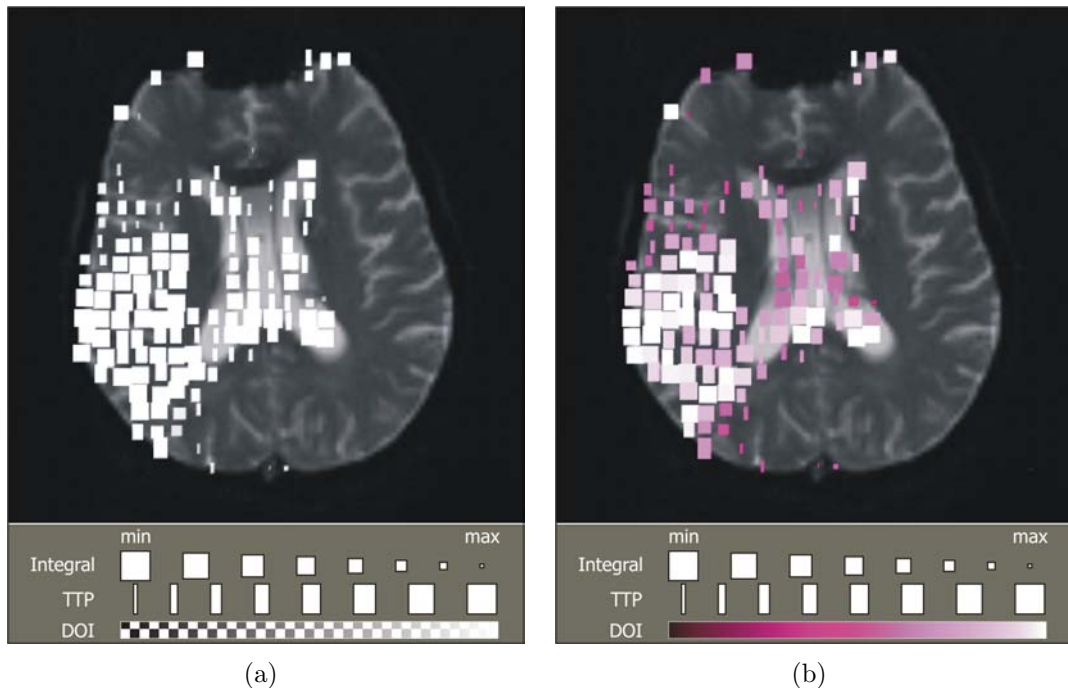 min max
Integral
TTP
DOI
(a)
min max
Integral
TTP
DOI
(b)